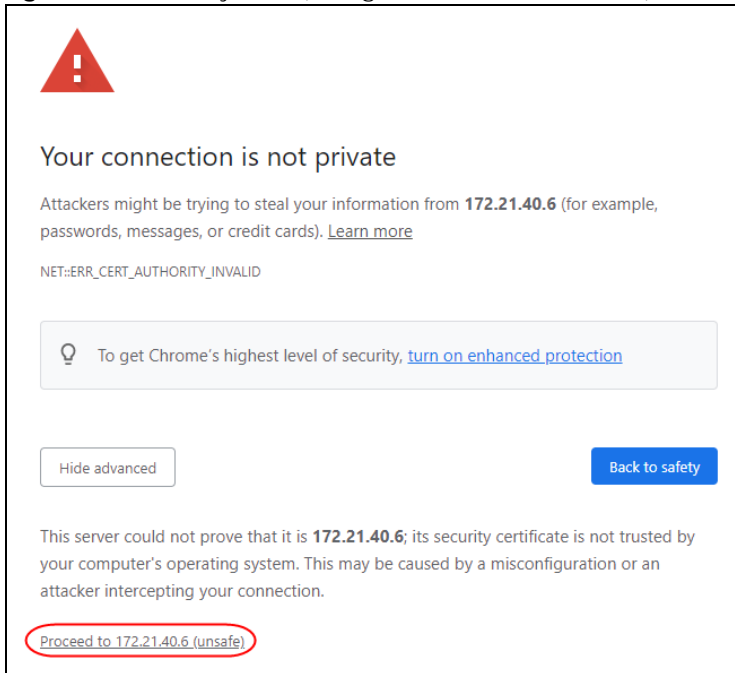 Your connection is not private
Attackers might be trying to steal your information from 172.21.40.6 (for example,
passwords, messages, or credit cards). Learn more
NET::ERR_CERT_AUTHORITY_INVALID
To get Chrome's highest level of security, turn on enhanced protection
Hide advanced
Back to safety
This server could not prove that it is 172.21.40.6; its security certificate is not trusted by
your computer's operating system. This may be caused by a misconfiguration or an
attacker intercepting your connection.
Proceed to 172.21.40.6 (unsafe)